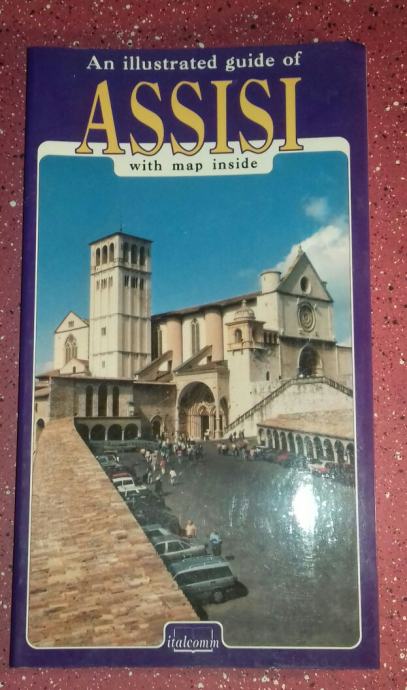 An illustrated guide of
ASSISI
with map inside
italcomm